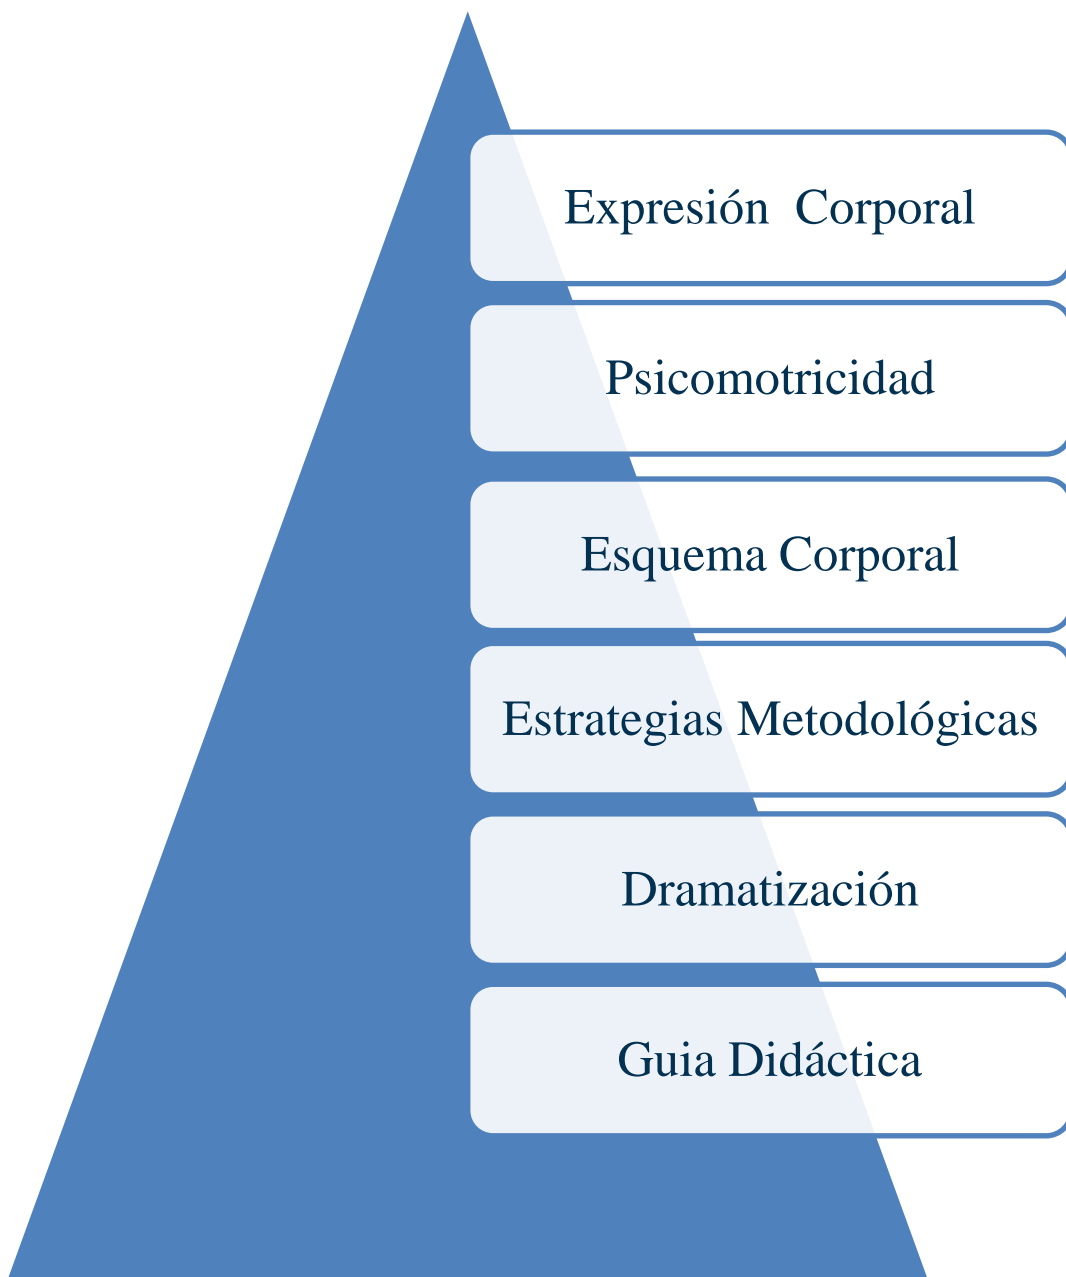 Expresión  Corporal
Psicomotricidad
Esquema Corporal
Estrategias Metodológicas
Dramatización
Guia Didáctica